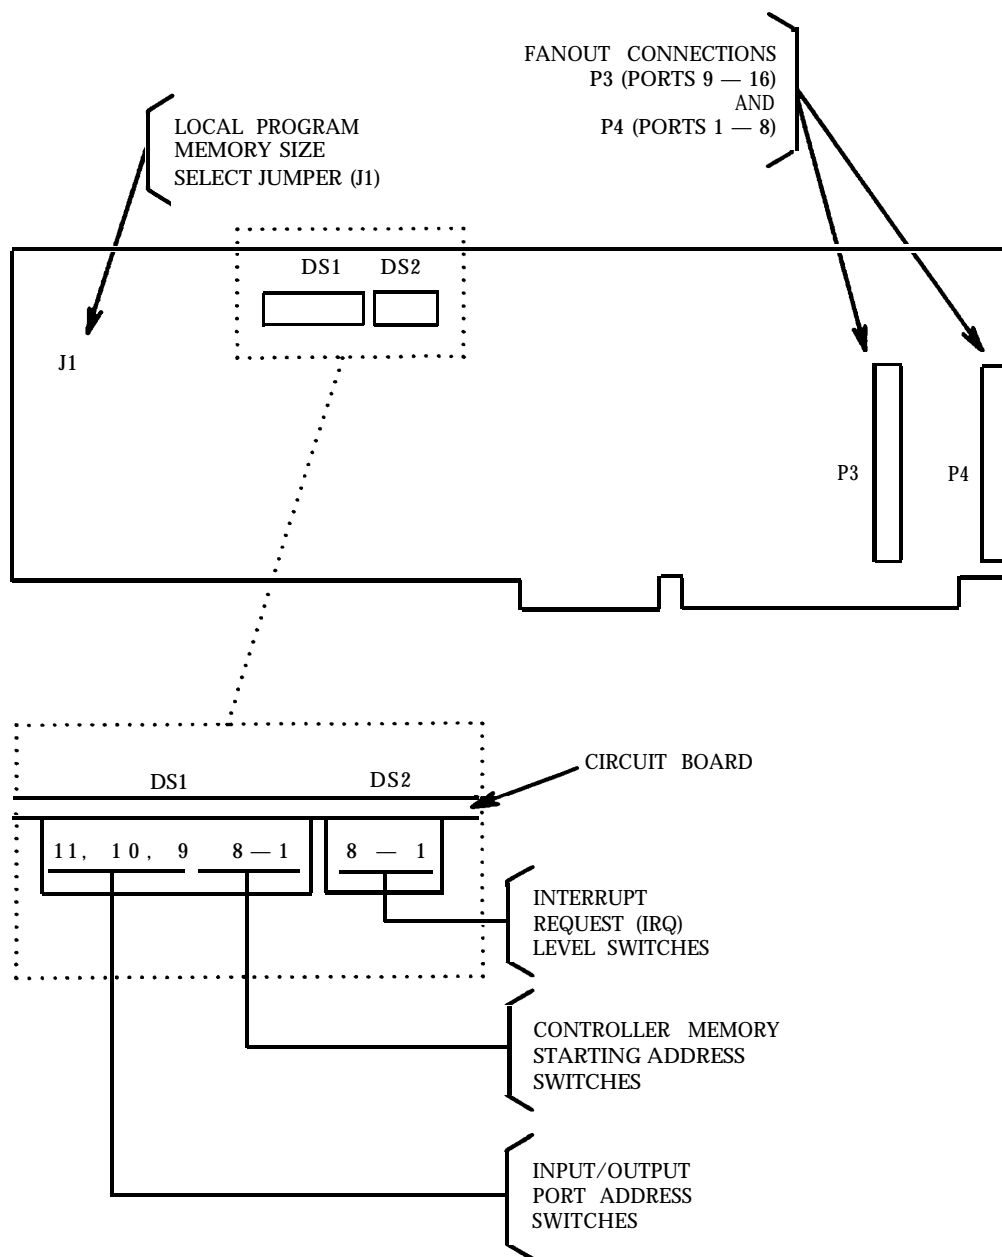 FANOUT CONNECTIONS
P3 (PORTS 9 — 16)
AND
P4 (PORTS 1 — 8)
LOCAL PROGRAM
MEMORY SIZE
SELECT JUMPER (J1)
DS1 DS2
J1
P3 P4
CIRCUIT BOARD
DS1 DS2
11, 10, 9 8 — 1 8 — 1
INTERRUPT
REQUEST (IRQ)
LEVEL SWITCHES
CONTROLLER MEMORY
STARTING ADDRESS
SWITCHES
INPUT/OUTPUT
PORT ADDRESS
SWITCHES